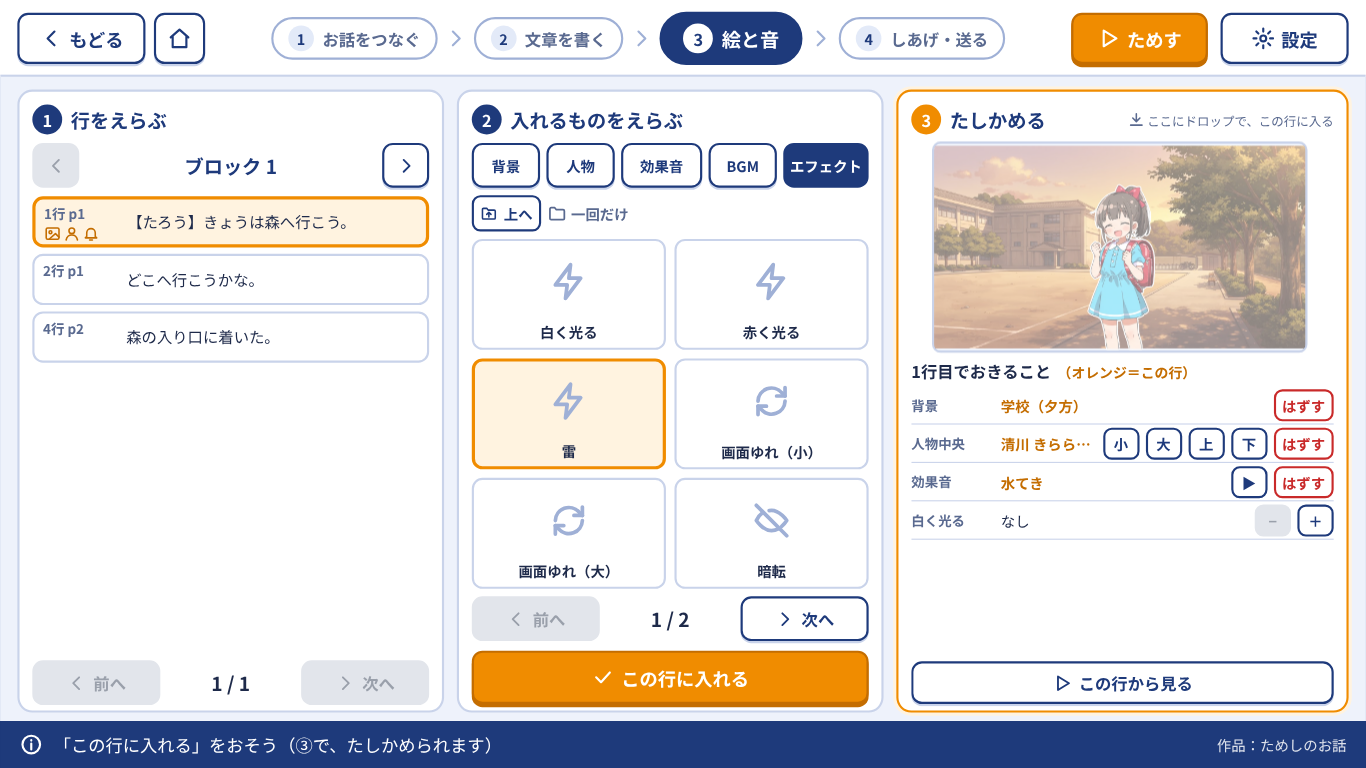 もどる
1 お話をつなぐ
2 文章を書く
3 絵と音
4 しあげ・送る
ためす
設定
1 行をえらぶ
ブロック 1
1行 p1
【たろう】きょうは森へ行こう。
2行 p1
どこへ行こうかな。
4行 p2
森の入り口に着いた。
前へ
1 / 1
次へ
2 入れるものをえらぶ
背景
人物
効果音
BGM
エフェクト
上へ
一回だけ
白く光る
赤く光る
雷
画面ゆれ（小）
画面ゆれ（大）
暗転
前へ
1 / 2
次へ
この行に入れる
3 たしかめる
ここにドロップで、この行に入る
1行目でおきること （オレンジ＝この行）
背景 学校（夕方） はずす
人物中央 清川 きらら… 小 大 上 下 はずす
効果音 水てき はずす
白く光る なし − ＋
この行から見る
「この行に入れる」をおそう（③で、たしかめられます）
作品：ためしのお話